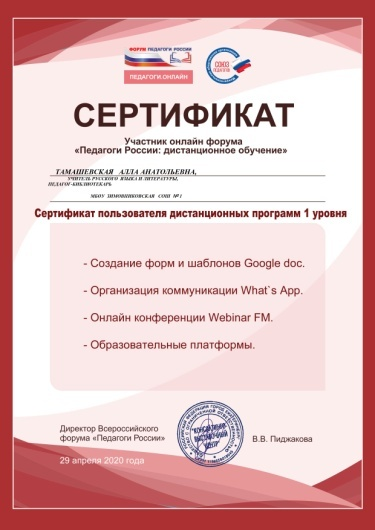 ФОРУМ ПЕДАГОГИ РОССИИ
ПЕДАГОГИ.ОНЛАЙН
СОЮЗ
ПЕДАГОГОВ
СЕРТИФИКАТ
Участник онлайн форума
«Педагоги России: дистанционное обучение»
ТАМАШЕВСКАЯ АЛЛА АНАТОЛЬЕВНА,
УЧИТЕЛЬ РУССКОГО ЯЗЫКА И ЛИТЕРАТУРЫ,
ПЕДАГОГ-БИБЛИОТЕКАРЬ
МБОУ ЗИМОВНИКОВСКАЯ СОШ №1
Сертификат пользователя дистанционных программ 1 уровня
- Создание форм и шаблонов Google doc.
- Организация коммуникации What`s App.
- Онлайн конференции Webinar FM.
- Образовательные платформы.
Директор Всероссийского
форума «Педагоги России»
29 апреля 2020 года
ВЫСТАВОЧНЫЙ
ЦЕНТР
В.В. Пиджакова